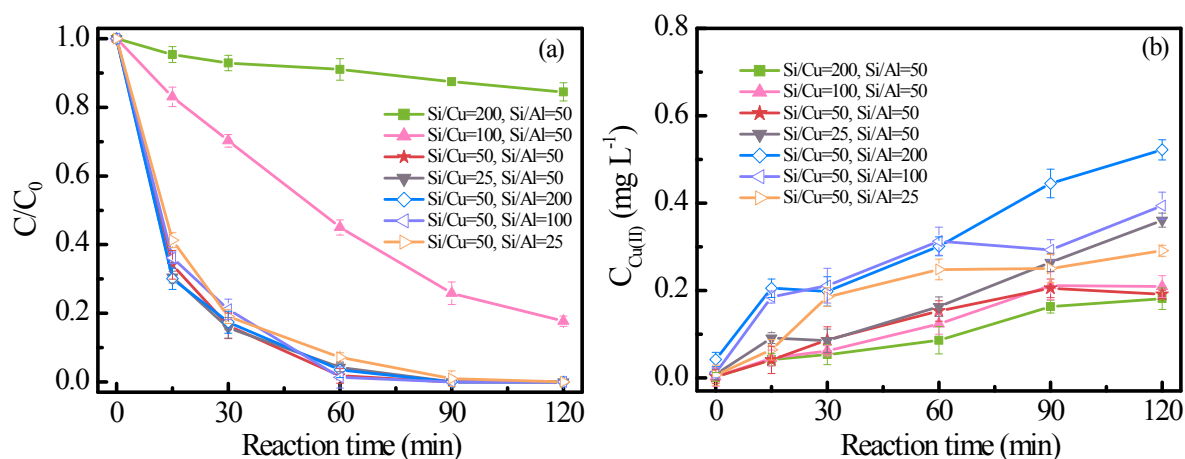 (a)
1.0
0.8
0.6
0.4
0.2
0.0
C/C₀
Si/Cu=200, Si/Al=50
Si/Cu=100, Si/Al=50
Si/Cu=50, Si/Al=50
Si/Cu=25, Si/Al=50
Si/Cu=50, Si/Al=200
Si/Cu=50, Si/Al=100
Si/Cu=50, Si/Al=25
0 30 60 90 120
Reaction time (min)
(b)
0.8
0.6
0.4
0.2
0.0
C_Cu(II) (mg L⁻¹)
Si/Cu=200, Si/Al=50
Si/Cu=100, Si/Al=50
Si/Cu=50, Si/Al=50
Si/Cu=25, Si/Al=50
Si/Cu=50, Si/Al=200
Si/Cu=50, Si/Al=100
Si/Cu=50, Si/Al=25
0 30 60 90 120
Reaction time (min)